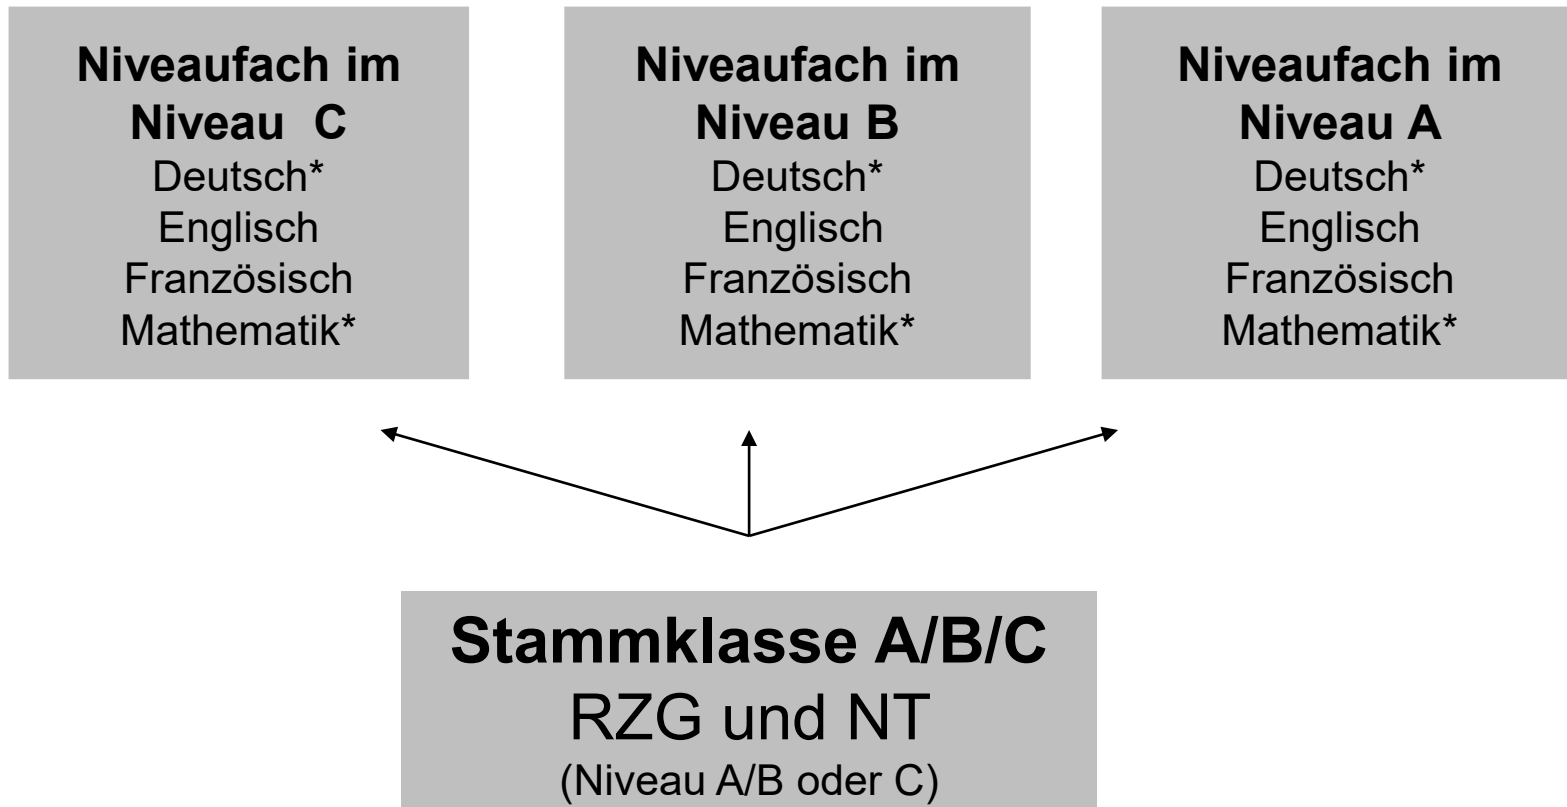 Niveaufach im
Niveau  C
Deutsch*
Englisch
Französisch
Mathematik*
Niveaufach im
Niveau B
Deutsch*
Englisch
Französisch
Mathematik*
Niveaufach im
Niveau A
Deutsch*
Englisch
Französisch
Mathematik*
Stammklasse A/B/C
RZG und NT
(Niveau A/B oder C)